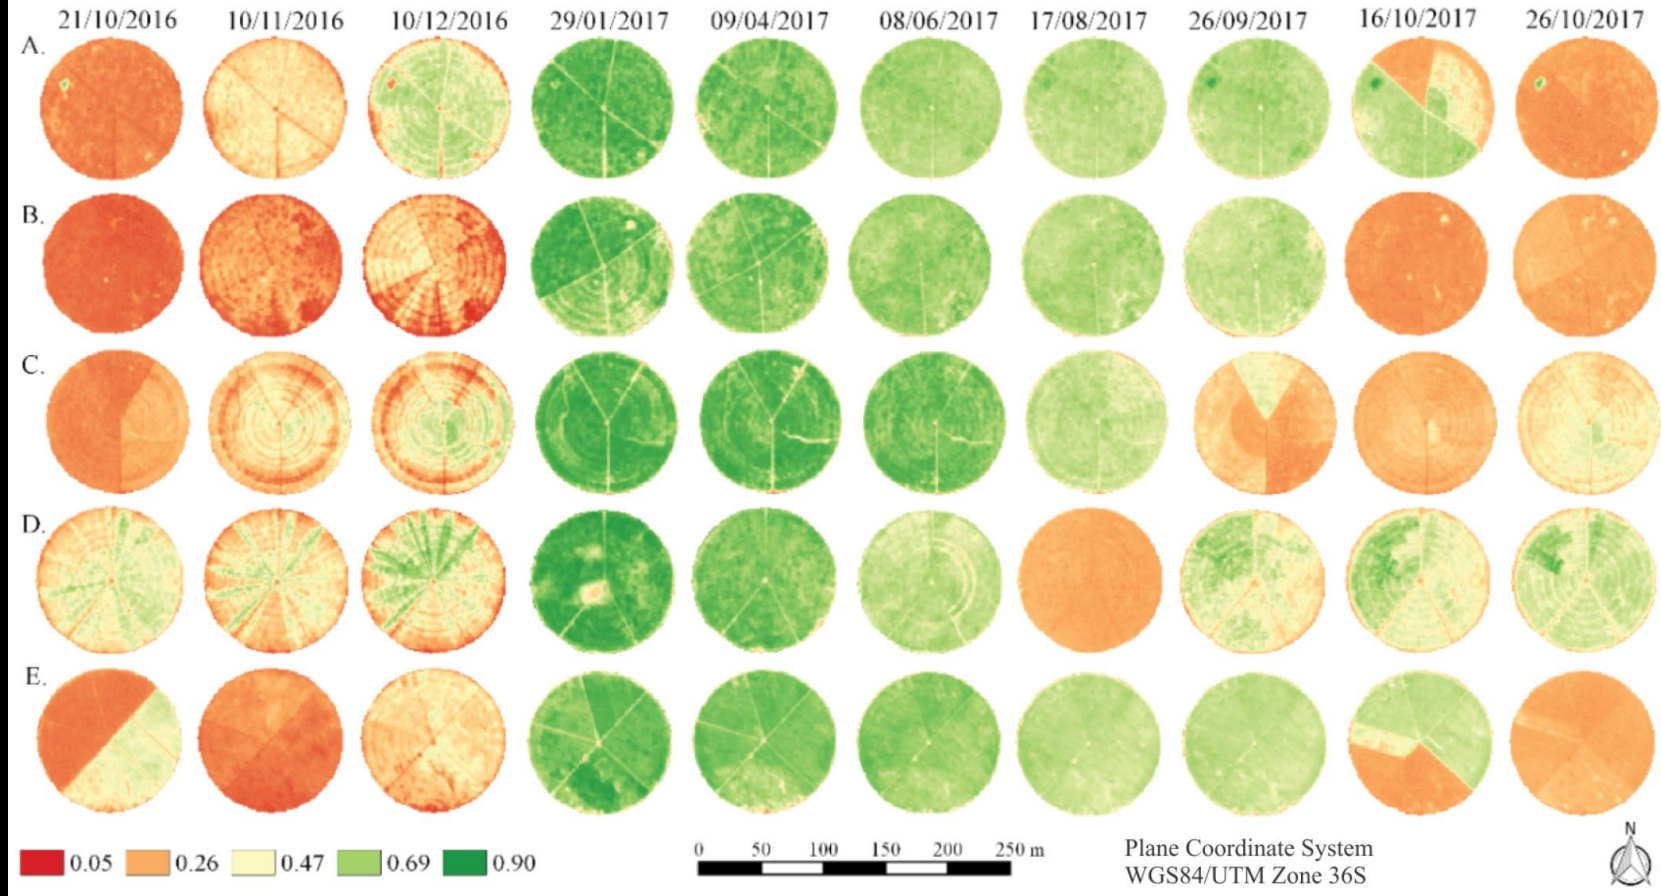 21/10/2016 10/11/2016 10/12/2016 29/01/2017 09/04/2017 08/06/2017 17/08/2017 26/09/2017 16/10/2017 26/10/2017
A.
B.
C.
D.
E.
0.05 0.26 0.47 0.69 0.90
0 50 100 150 200 250 m
Plane Coordinate System
WGS84/UTM Zone 36S
N